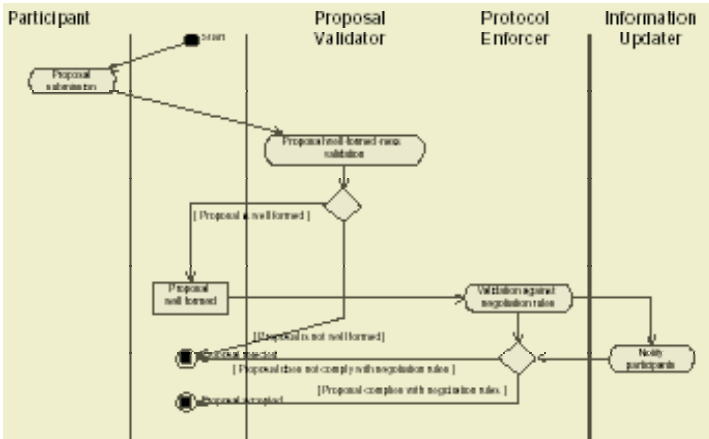 Participant
Proposal
Validator
Protocol
Enforcer
Information
Updater
Start
Proposal
submission
Proposal well-formed-ness
validation
[ Proposal is well formed ]
Proposal
well formed
Validation against
negotiation rules
[Proposal is not well formed]
Proposal rejected
[ Proposal does not comply with negotiation rules ]
Notify
participants
[Proposal complies with negotiation rules ]
Proposal accepted